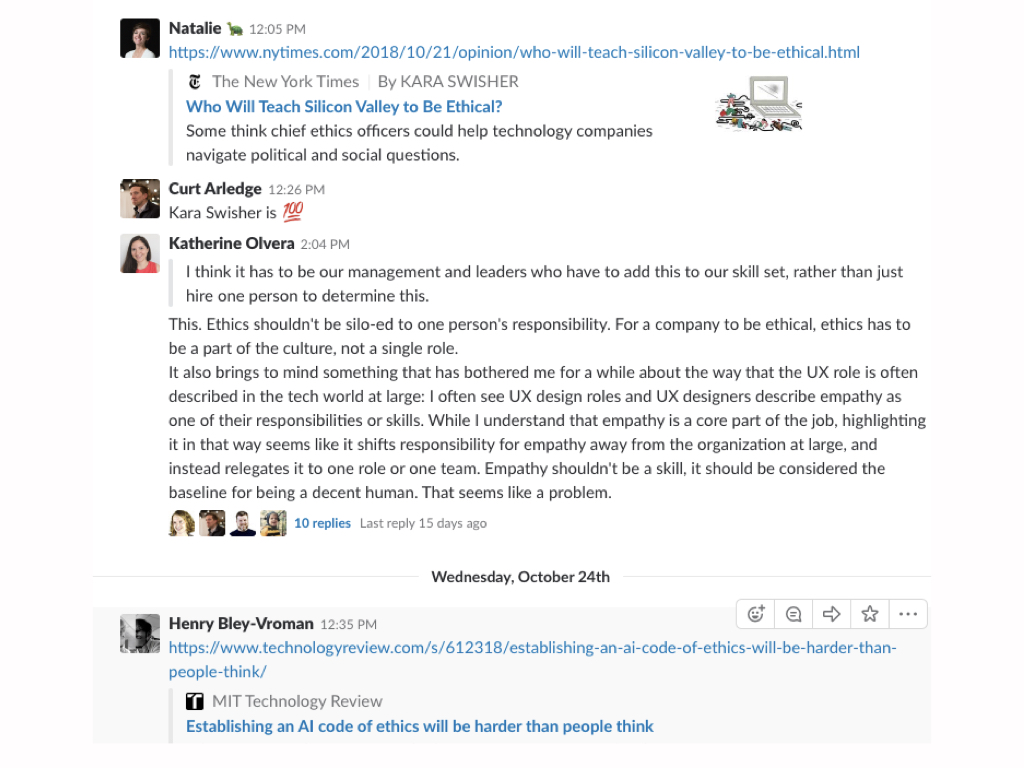 Natalie 12:05 PM
https://www.nytimes.com/2018/10/21/opinion/who-will-teach-silicon-valley-to-be-ethical.html
The New York Times | By KARA SWISHER
Who Will Teach Silicon Valley to Be Ethical?
Some think chief ethics officers could help technology companies
navigate political and social questions.
Curt Arledge 12:26 PM
Kara Swisher is 💯
Katherine Olvera 2:04 PM
I think it has to be our management and leaders who have to add this to our skill set, rather than just
hire one person to determine this.
This. Ethics shouldn't be silo-ed to one person's responsibility. For a company to be ethical, ethics has to
be a part of the culture, not a single role.
It also brings to mind something that has bothered me for a while about the way that the UX role is often
described in the tech world at large: I often see UX design roles and UX designers describe empathy as
one of their responsibilities or skills. While I understand that empathy is a core part of the job, highlighting
it in that way seems like it shifts responsibility for empathy away from the organization at large, and
instead relegates it to one role or one team. Empathy shouldn't be a skill, it should be considered the
baseline for being a decent human. That seems like a problem.
10 replies Last reply 15 days ago
Wednesday, October 24th
Henry Bley-Vroman 12:35 PM
https://www.technologyreview.com/s/612318/establishing-an-ai-code-of-ethics-will-be-harder-than-
people-think/
MIT Technology Review
Establishing an AI code of ethics will be harder than people think